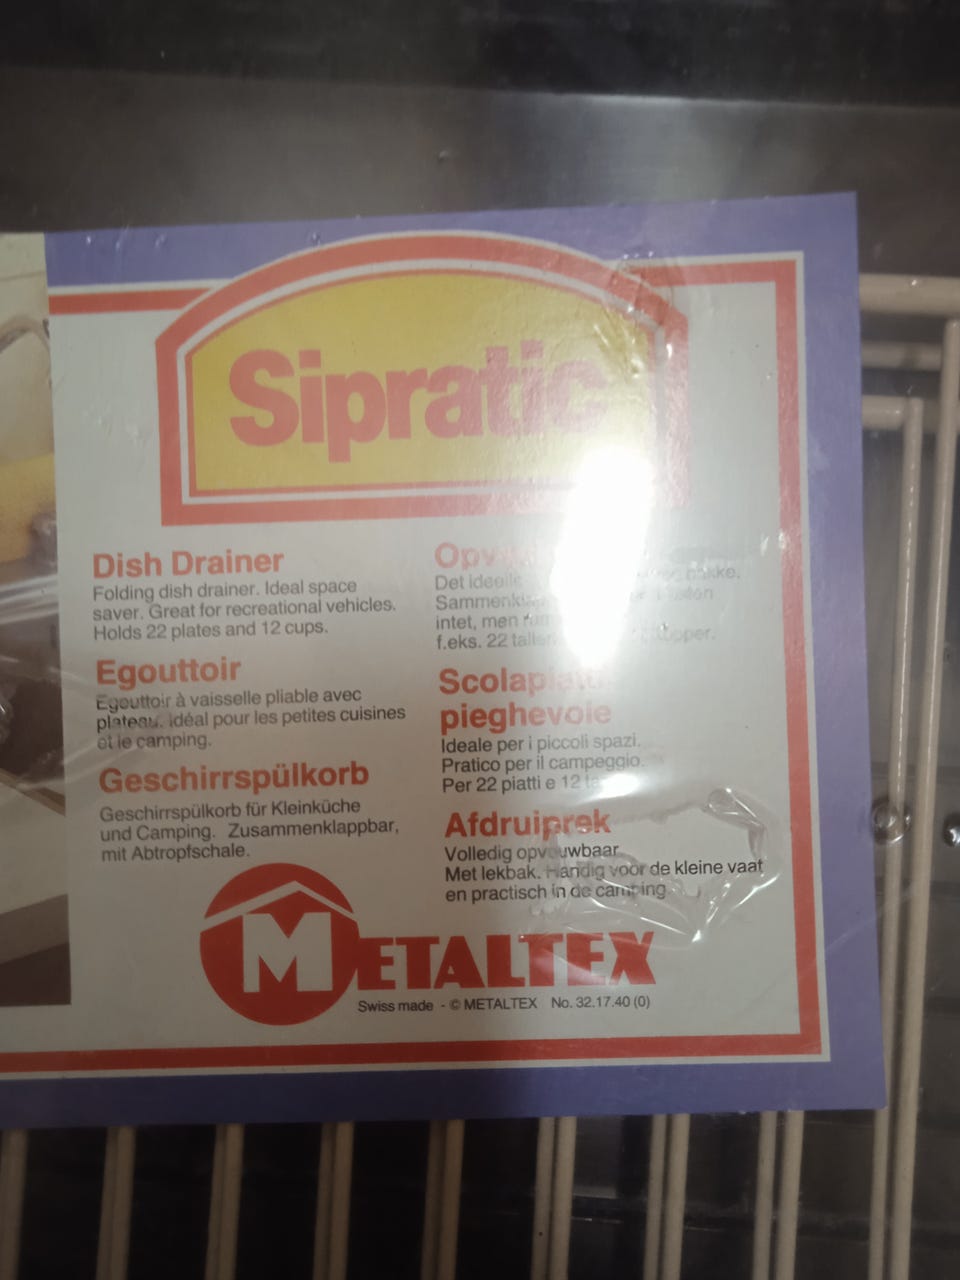 Sipratic
Dish Drainer
Folding dish drainer. Ideal space
saver. Great for recreational vehicles.
Holds 22 plates and 12 cups.
Egouttoir
Egouttoir à vaisselle pliable avec
plateau. idéal pour les petites cuisines
et le camping.
Geschirrspülkorb
Geschirrspülkorb für Kleinküche
und Camping. Zusammenklappbar,
mit Abtropfschale.
Det
bakke.
intet, men
f.eks. 22
Scolapiatti
pieghevole
Ideale per i piccoli spazi.
Pratico per il campeggio.
Per 22 piatti e 12
Afdruiprek
Volledig opvouwbaar
Met lekbak. Handig voor de kleine vaat
en practisch in de camping
METALTEX
Swiss made - © METALTEX No. 32.17.40 (0)